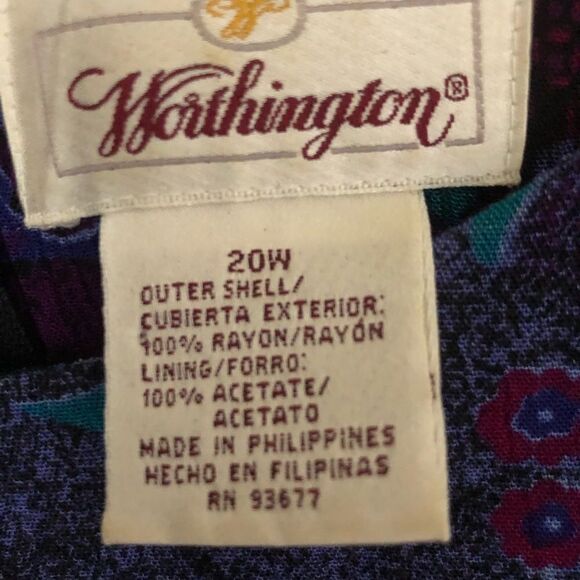 Worthington®
20W
OUTER SHELL/
CUBIERTA EXTERIOR:
100% RAYON/RAYÓN
LINING/FORRO:
100% ACETATE/
ACETATO
MADE IN PHILIPPINES
HECHO EN FILIPINAS
RN 93677